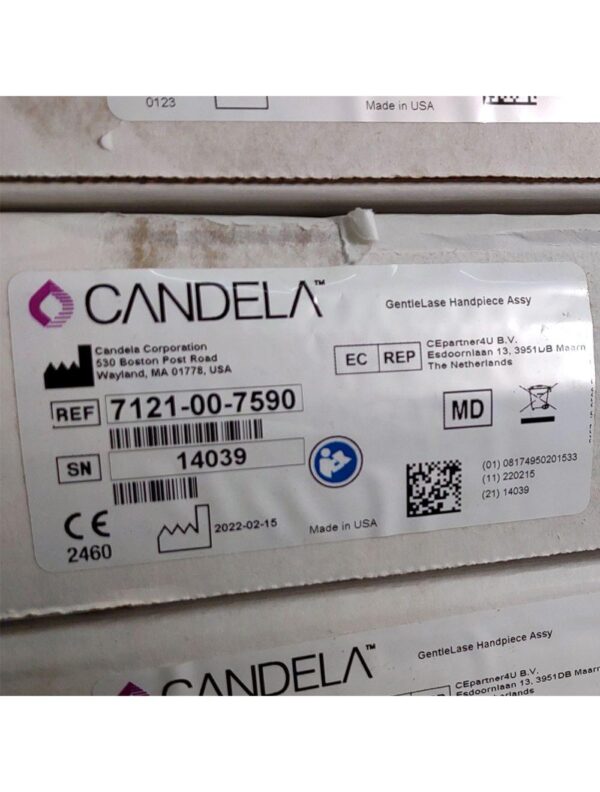 0123
Made in USA
CANDELA™
GentleLase Handpiece Assy
Candela Corporation
530 Boston Post Road
Wayland, MA 01778, USA
EC REP
CEpartner4U B.V.
Esdoornlaan 13, 3951DB Maarn
The Netherlands
REF 7121-00-7590
MD
SN 14039
(01) 08174950201533
(11) 220215
(21) 14039
CE
2460
2022-02-15
Made in USA
CANDELA™
GentleLase Handpiece Assy
CEpartner4U B.V.
Esdoornlaan 13, 3951DB Maarn